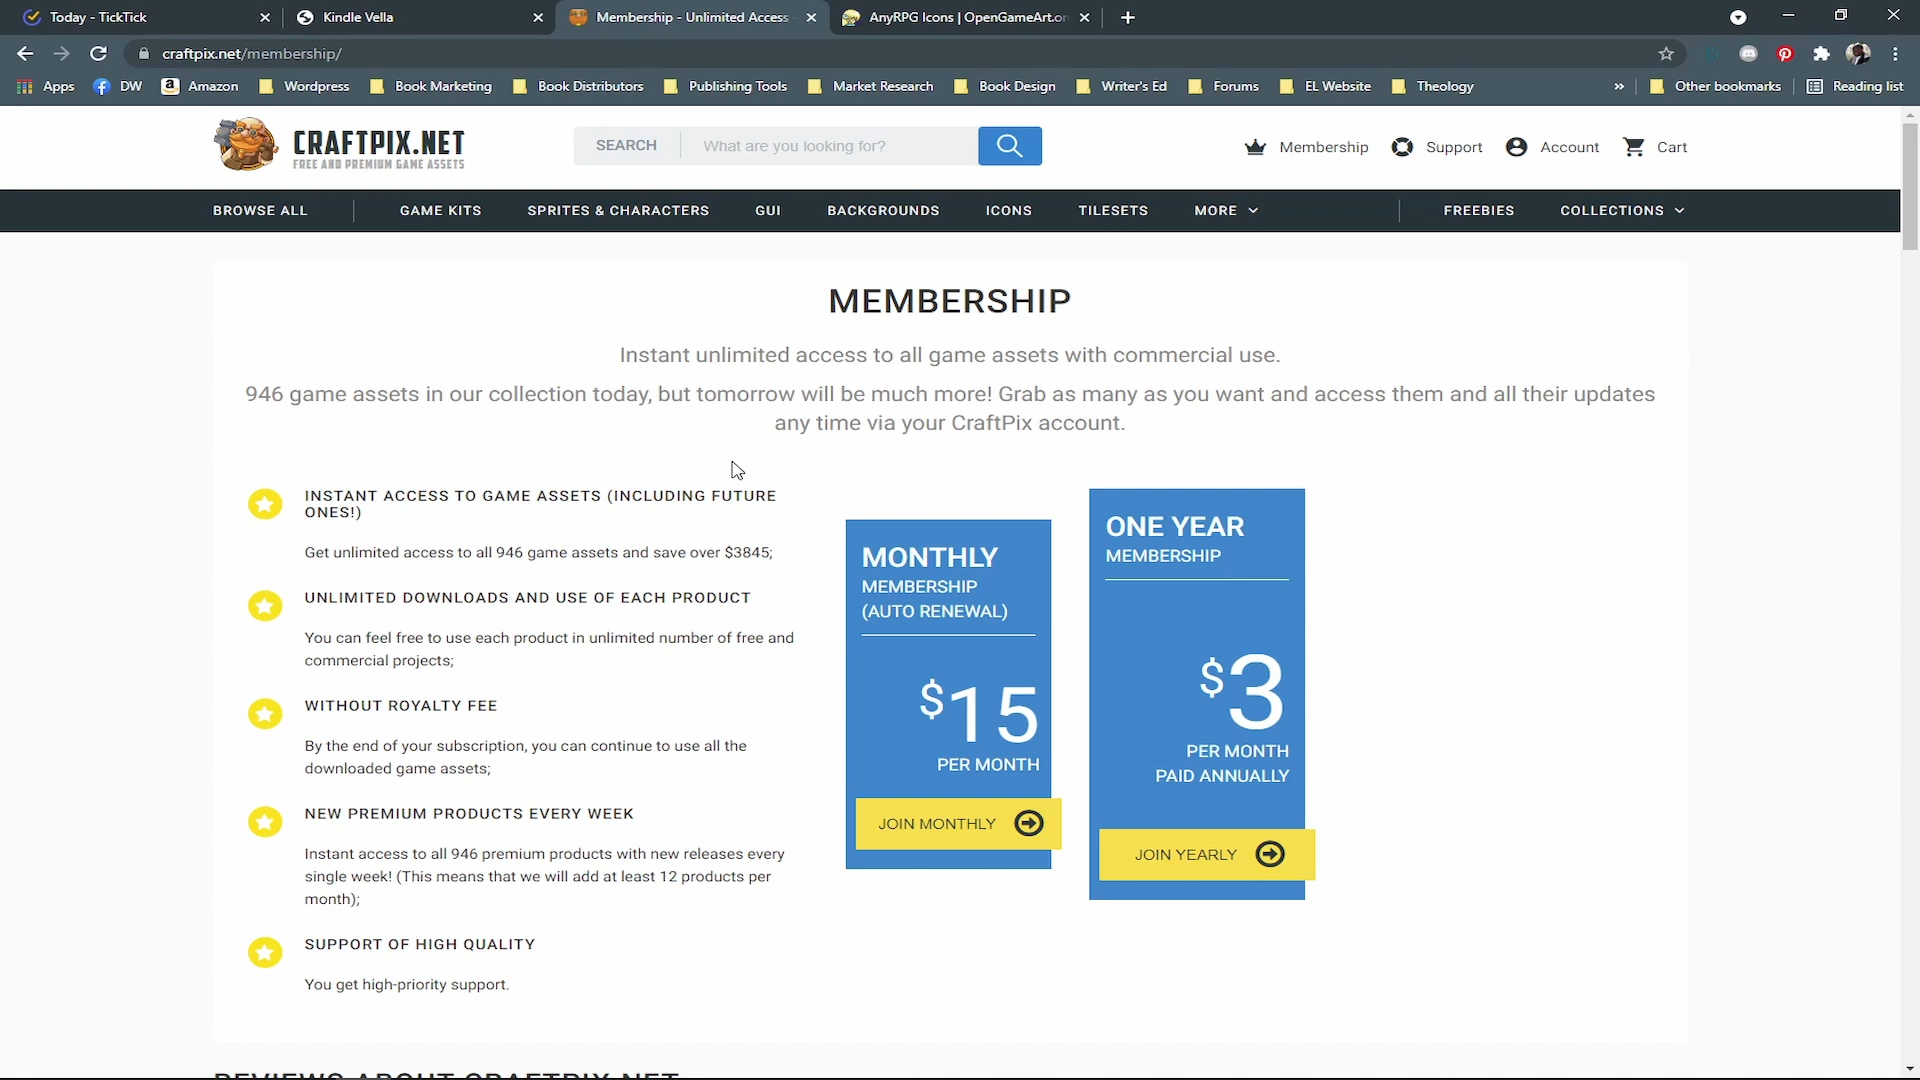 Today - TickTick
Kindle Vella
Membership - Unlimited Access
AnyRPG Icons | OpenGameArt.or
craftpix.net/membership/
Apps
DW
Amazon
Wordpress
Book Marketing
Book Distributors
Publishing Tools
Market Research
Book Design
Writer's Ed
Forums
EL Website
Theology
»
Other bookmarks
Reading list
CRAFTPIX.NET
FREE AND PREMIUM GAME ASSETS
SEARCH
What are you looking for?
Membership
Support
Account
Cart
BROWSE ALL
GAME KITS
SPRITES & CHARACTERS
GUI
BACKGROUNDS
ICONS
TILESETS
MORE
FREEBIES
COLLECTIONS
MEMBERSHIP
Instant unlimited access to all game assets with commercial use.
946 game assets in our collection today, but tomorrow will be much more! Grab as many as you want and access them and all their updates
any time via your CraftPix account.
INSTANT ACCESS TO GAME ASSETS (INCLUDING FUTURE
ONES!)
Get unlimited access to all 946 game assets and save over $3845;
UNLIMITED DOWNLOADS AND USE OF EACH PRODUCT
You can feel free to use each product in unlimited number of free and
commercial projects;
WITHOUT ROYALTY FEE
By the end of your subscription, you can continue to use all the
downloaded game assets;
NEW PREMIUM PRODUCTS EVERY WEEK
Instant access to all 946 premium products with new releases every
single week! (This means that we will add at least 12 products per
month);
SUPPORT OF HIGH QUALITY
You get high-priority support.
MONTHLY
MEMBERSHIP
(AUTO RENEWAL)
$15
PER MONTH
JOIN MONTHLY
ONE YEAR
MEMBERSHIP
$3
PER MONTH
PAID ANNUALLY
JOIN YEARLY
REVIEWS ABOUT CRAFTPIX.NET